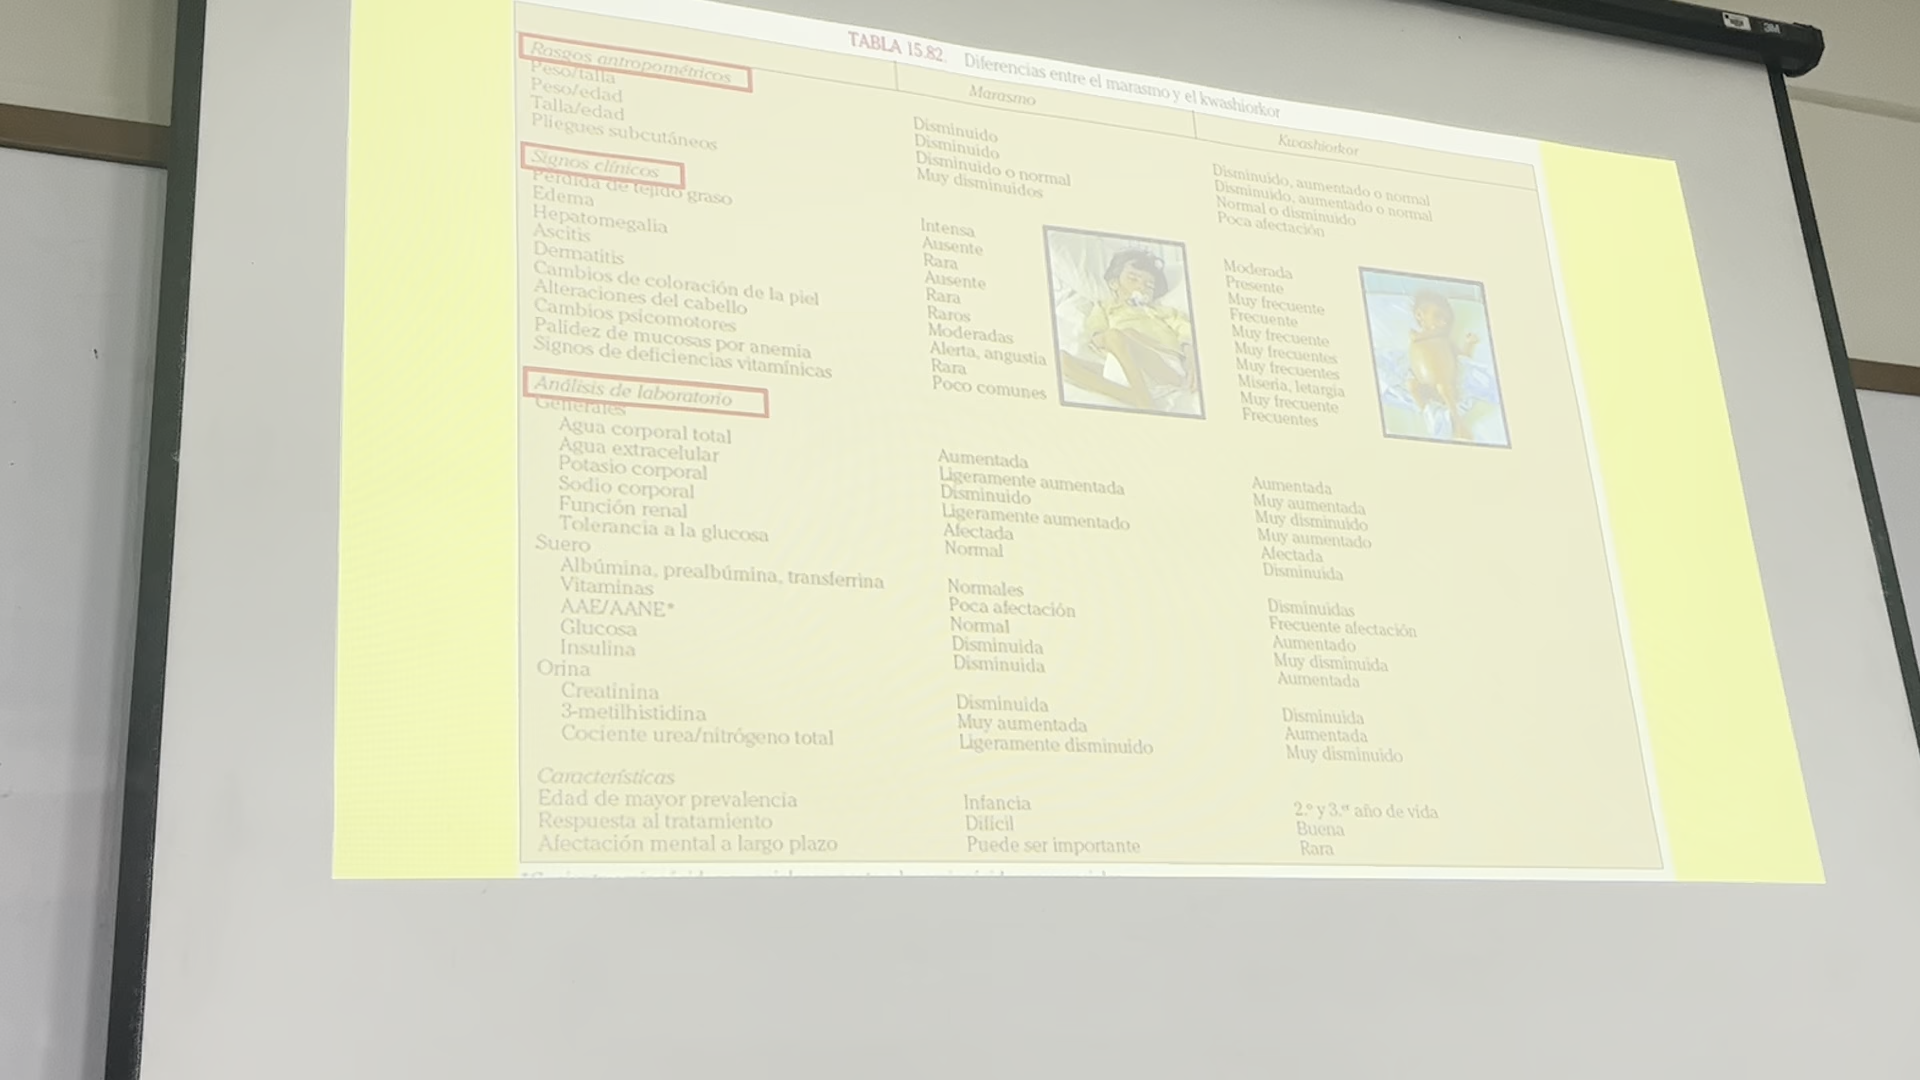 TABLA 15.82. Diferencias entre el marasmo y el kwashiorkor
Marasmo Kwashiorkor
Rasgos antropométricos
Peso/talla Disminuido Disminuido, aumentado o normal
Peso/edad Disminuido Disminuido, aumentado o normal
Talla/edad Disminuido o normal Normal o disminuido
Pliegues subcutáneos Muy disminuidos Poca afectación
Signos clínicos
Pérdida de tejido graso Intensa Moderada
Edema Ausente Presente
Hepatomegalia Rara Muy frecuente
Ascitis Ausente Frecuente
Dermatitis Rara Muy frecuente
Cambios de coloración de la piel Raros Muy frecuentes
Alteraciones del cabello Moderadas Muy frecuentes
Cambios psicomotores Alerta, angustia Miseria, letargia
Palidez de mucosas por anemia Rara Muy frecuente
Signos de deficiencias vitamínicas Poco comunes Frecuentes
Análisis de laboratorio
Generales
Agua corporal total Aumentada Aumentada
Agua extracelular Ligeramente aumentada Muy aumentada
Potasio corporal Disminuido Muy disminuido
Sodio corporal Ligeramente aumentado Muy aumentado
Función renal Afectada Afectada
Tolerancia a la glucosa Normal Disminuida
Suero
Albúmina, prealbúmina, transferrina Normales Disminuidas
Vitaminas Poca afectación Frecuente afectación
AAE/AANE* Normal Aumentado
Glucosa Disminuida Muy disminuida
Insulina Disminuida Aumentada
Orina
Creatinina Disminuida Disminuida
3-metilhistidina Muy aumentada Aumentada
Cociente urea/nitrógeno total Ligeramente disminuido Muy disminuido
Características
Edad de mayor prevalencia Infancia 2.º y 3.er año de vida
Respuesta al tratamiento Difícil Buena
Afectación mental a largo plazo Puede ser importante Rara
3M